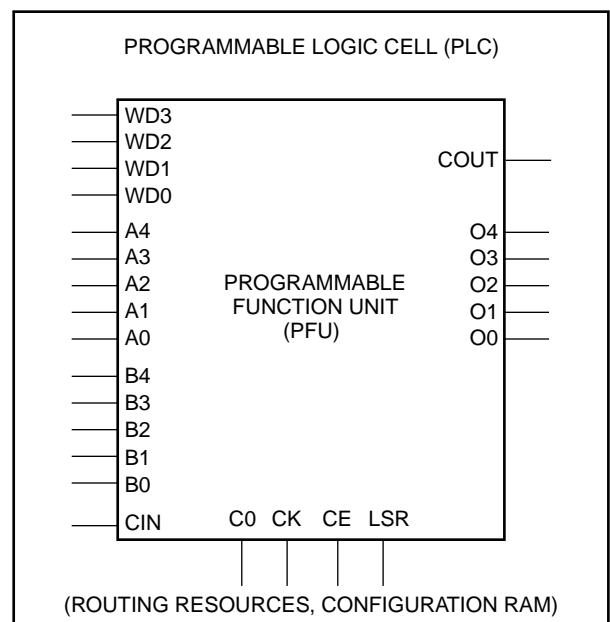 PROGRAMMABLE LOGIC CELL (PLC)
WD3
WD2
WD1
WD0
A4
A3
A2
A1
A0
B4
B3
B2
B1
B0
CIN
PROGRAMMABLE
FUNCTION UNIT
(PFU)
COUT
O4
O3
O2
O1
O0
C0 CK CE LSR
(ROUTING RESOURCES, CONFIGURATION RAM)